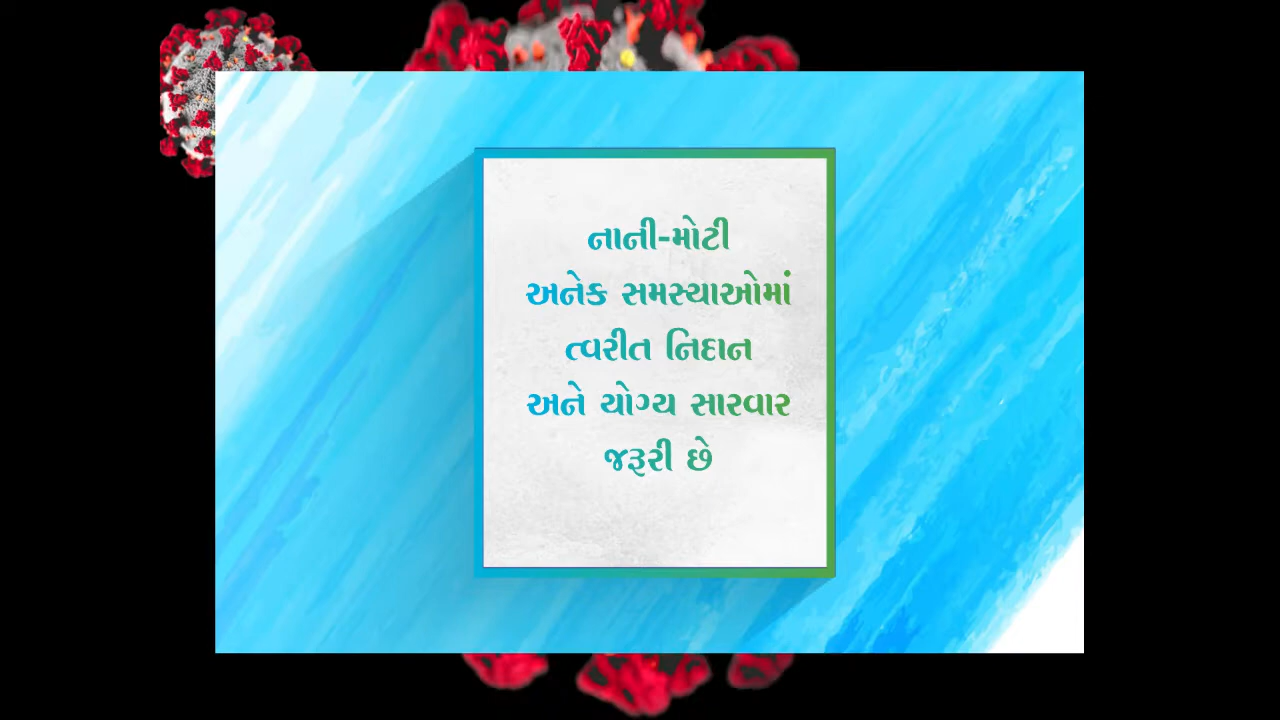 નાની-મોટી
અનેક સમસ્યાઓમાં
ત્વરીત નિદાન
અને યોગ્ય સારવાર
જરૂરી છે